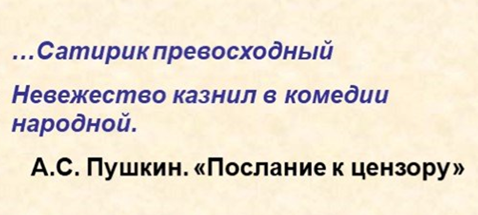 …Сатирик превосходный
Невежество казнил в комедии
народной.
А.С. Пушкин. «Послание к цензору»